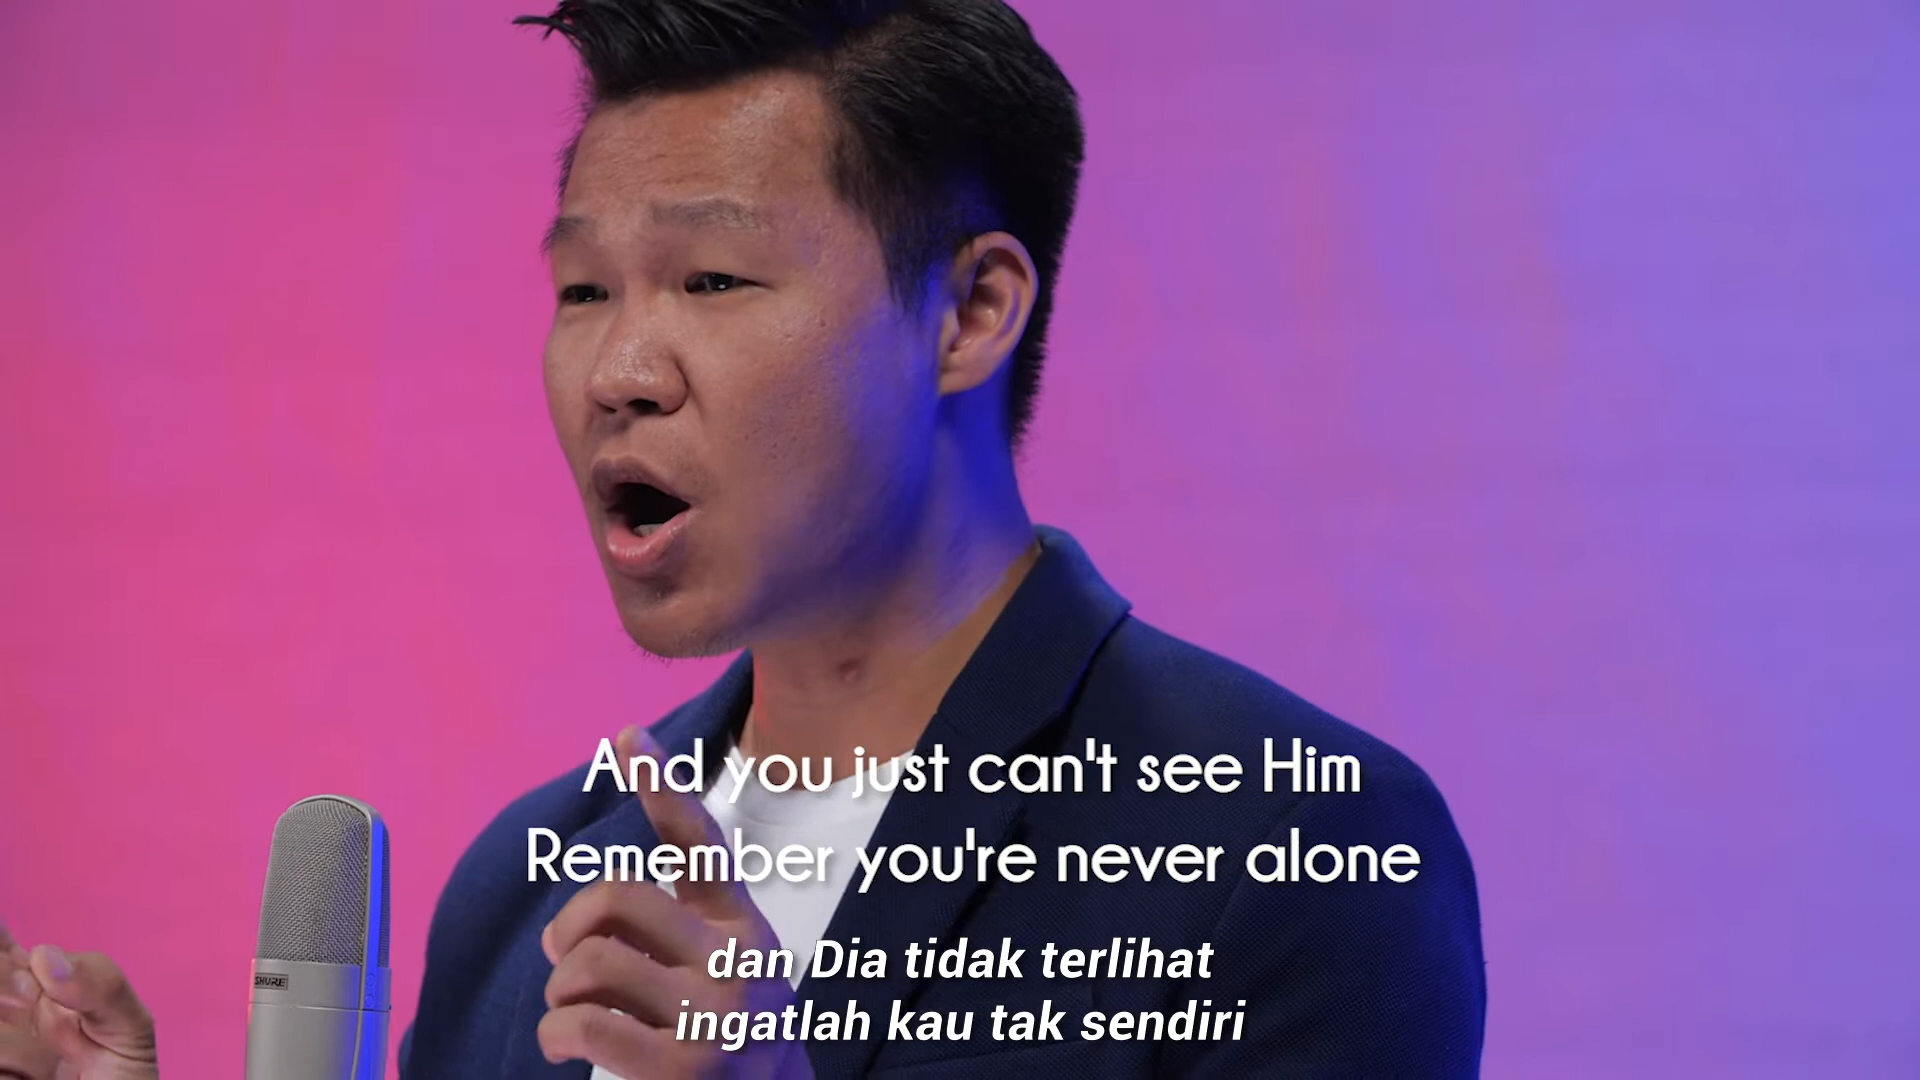 And you just can't see Him
Remember you're never alone
SHURE
dan Dia tidak terlihat
ingatlah kau tak sendiri